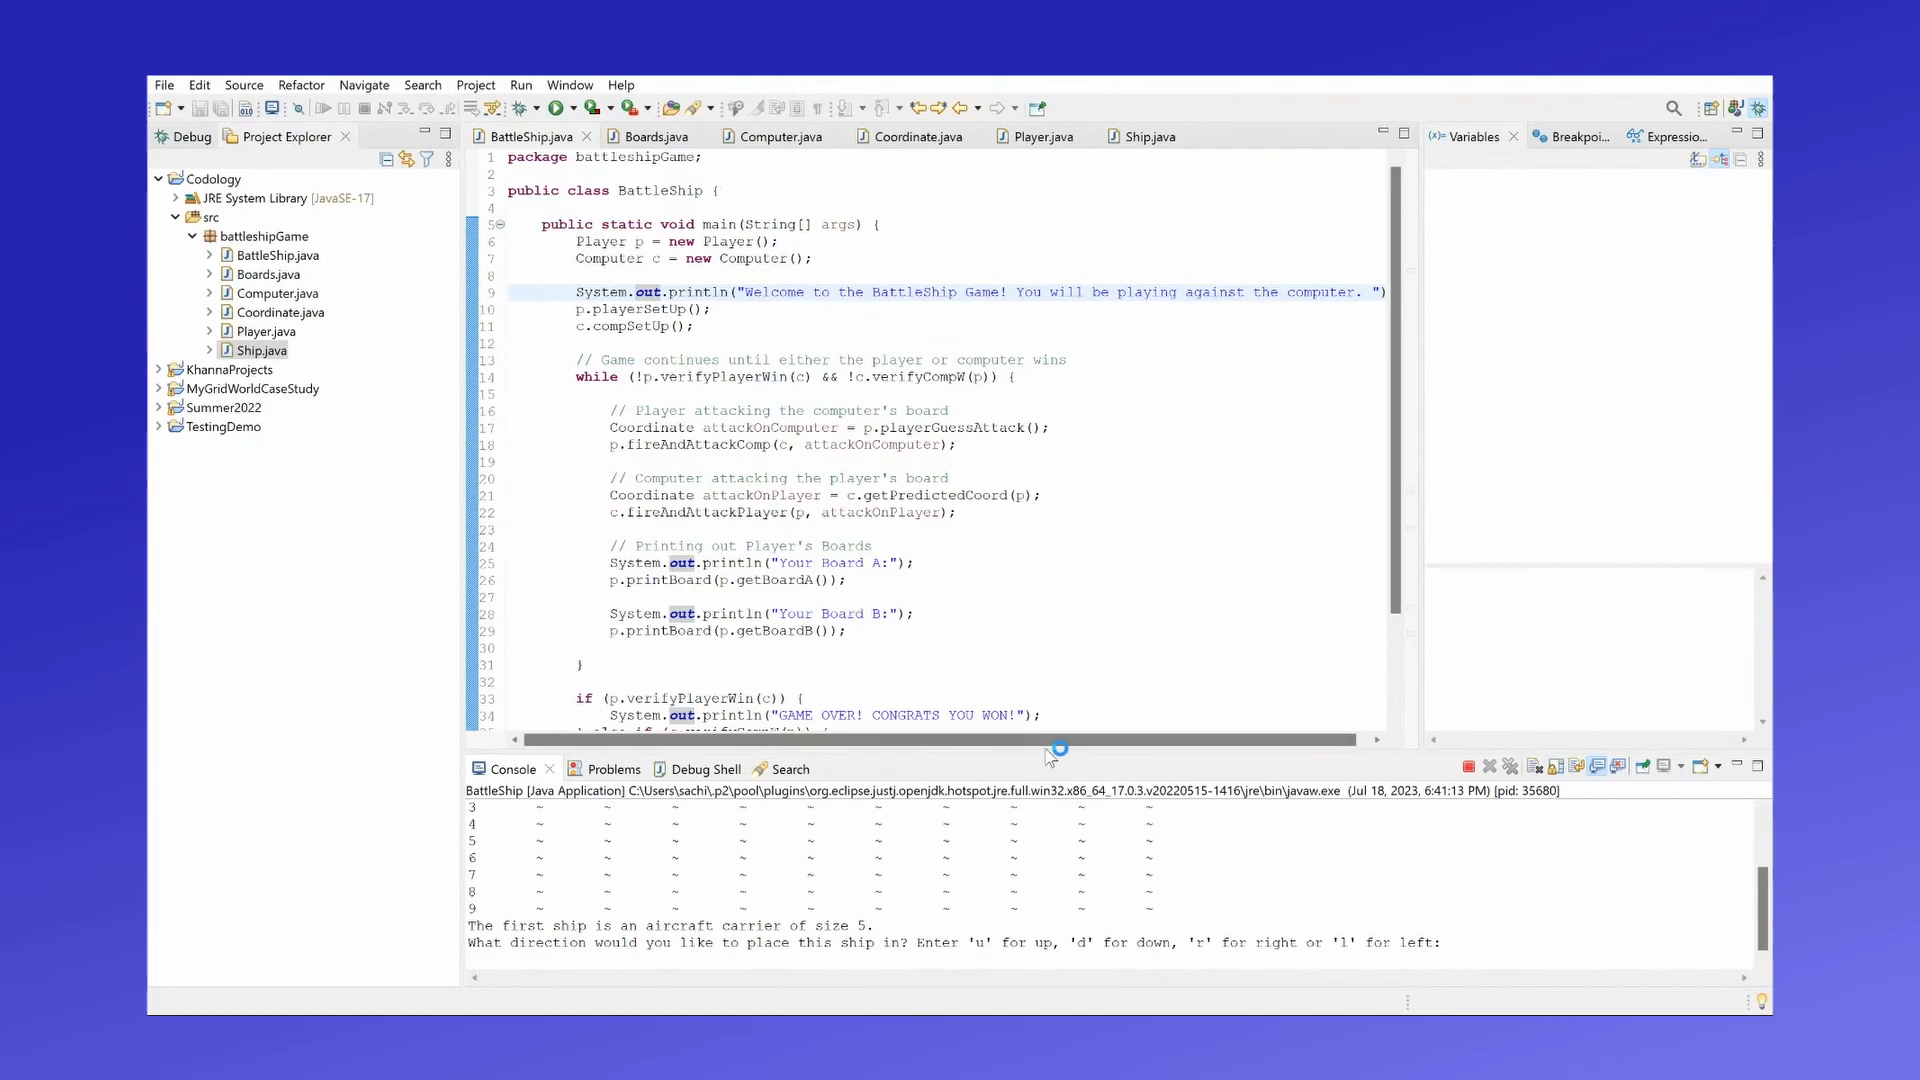 File Edit Source Refactor Navigate Search Project Run Window Help
Debug Project Explorer
Codology
JRE System Library [JavaSE-17]
src
battleshipGame
BattleShip.java
Boards.java
Computer.java
Coordinate.java
Player.java
Ship.java
KhannaProjects
MyGridWorldCaseStudy
Summer2022
TestingDemo
BattleShip.java Boards.java Computer.java Coordinate.java Player.java Ship.java
1 package battleshipGame;
2
3 public class BattleShip {
4
5 public static void main(String[] args) {
6 Player p = new Player();
7 Computer c = new Computer();
8
9 System.out.println("Welcome to the BattleShip Game! You will be playing against the computer. ")
10 p.playerSetUp();
11 c.compSetUp();
12
13 // Game continues until either the player or computer wins
14 while (!p.verifyPlayerWin(c) && !c.verifyCompW(p)) {
15
16 // Player attacking the computer's board
17 Coordinate attackOnComputer = p.playerGuessAttack();
18 p.fireAndAttackComp(c, attackOnComputer);
19
20 // Computer attacking the player's board
21 Coordinate attackOnPlayer = c.getPredictedCoord(p);
22 c.fireAndAttackPlayer(p, attackOnPlayer);
23
24 // Printing out Player's Boards
25 System.out.println("Your Board A:");
26 p.printBoard(p.getBoardA());
27
28 System.out.println("Your Board B:");
29 p.printBoard(p.getBoardB());
30
31 }
32
33 if (p.verifyPlayerWin(c)) {
34 System.out.println("GAME OVER! CONGRATS YOU WON!");
(x)= Variables Breakpoi... Expressio...
Console Problems Debug Shell Search
BattleShip [Java Application] C:\Users\sachi\.p2\pool\plugins\org.eclipse.justj.openjdk.hotspot.jre.full.win32.x86_64_17.0.3.v20220515-1416\jre\bin\javaw.exe (Jul 18, 2023, 6:41:13 PM) [pid: 35680]
3 ~ ~ ~ ~ ~ ~ ~ ~ ~ ~
4 ~ ~ ~ ~ ~ ~ ~ ~ ~ ~
5 ~ ~ ~ ~ ~ ~ ~ ~ ~ ~
6 ~ ~ ~ ~ ~ ~ ~ ~ ~ ~
7 ~ ~ ~ ~ ~ ~ ~ ~ ~ ~
8 ~ ~ ~ ~ ~ ~ ~ ~ ~ ~
9 ~ ~ ~ ~ ~ ~ ~ ~ ~ ~
The first ship is an aircraft carrier of size 5.
What direction would you like to place this ship in? Enter 'u' for up, 'd' for down, 'r' for right or 'l' for left: